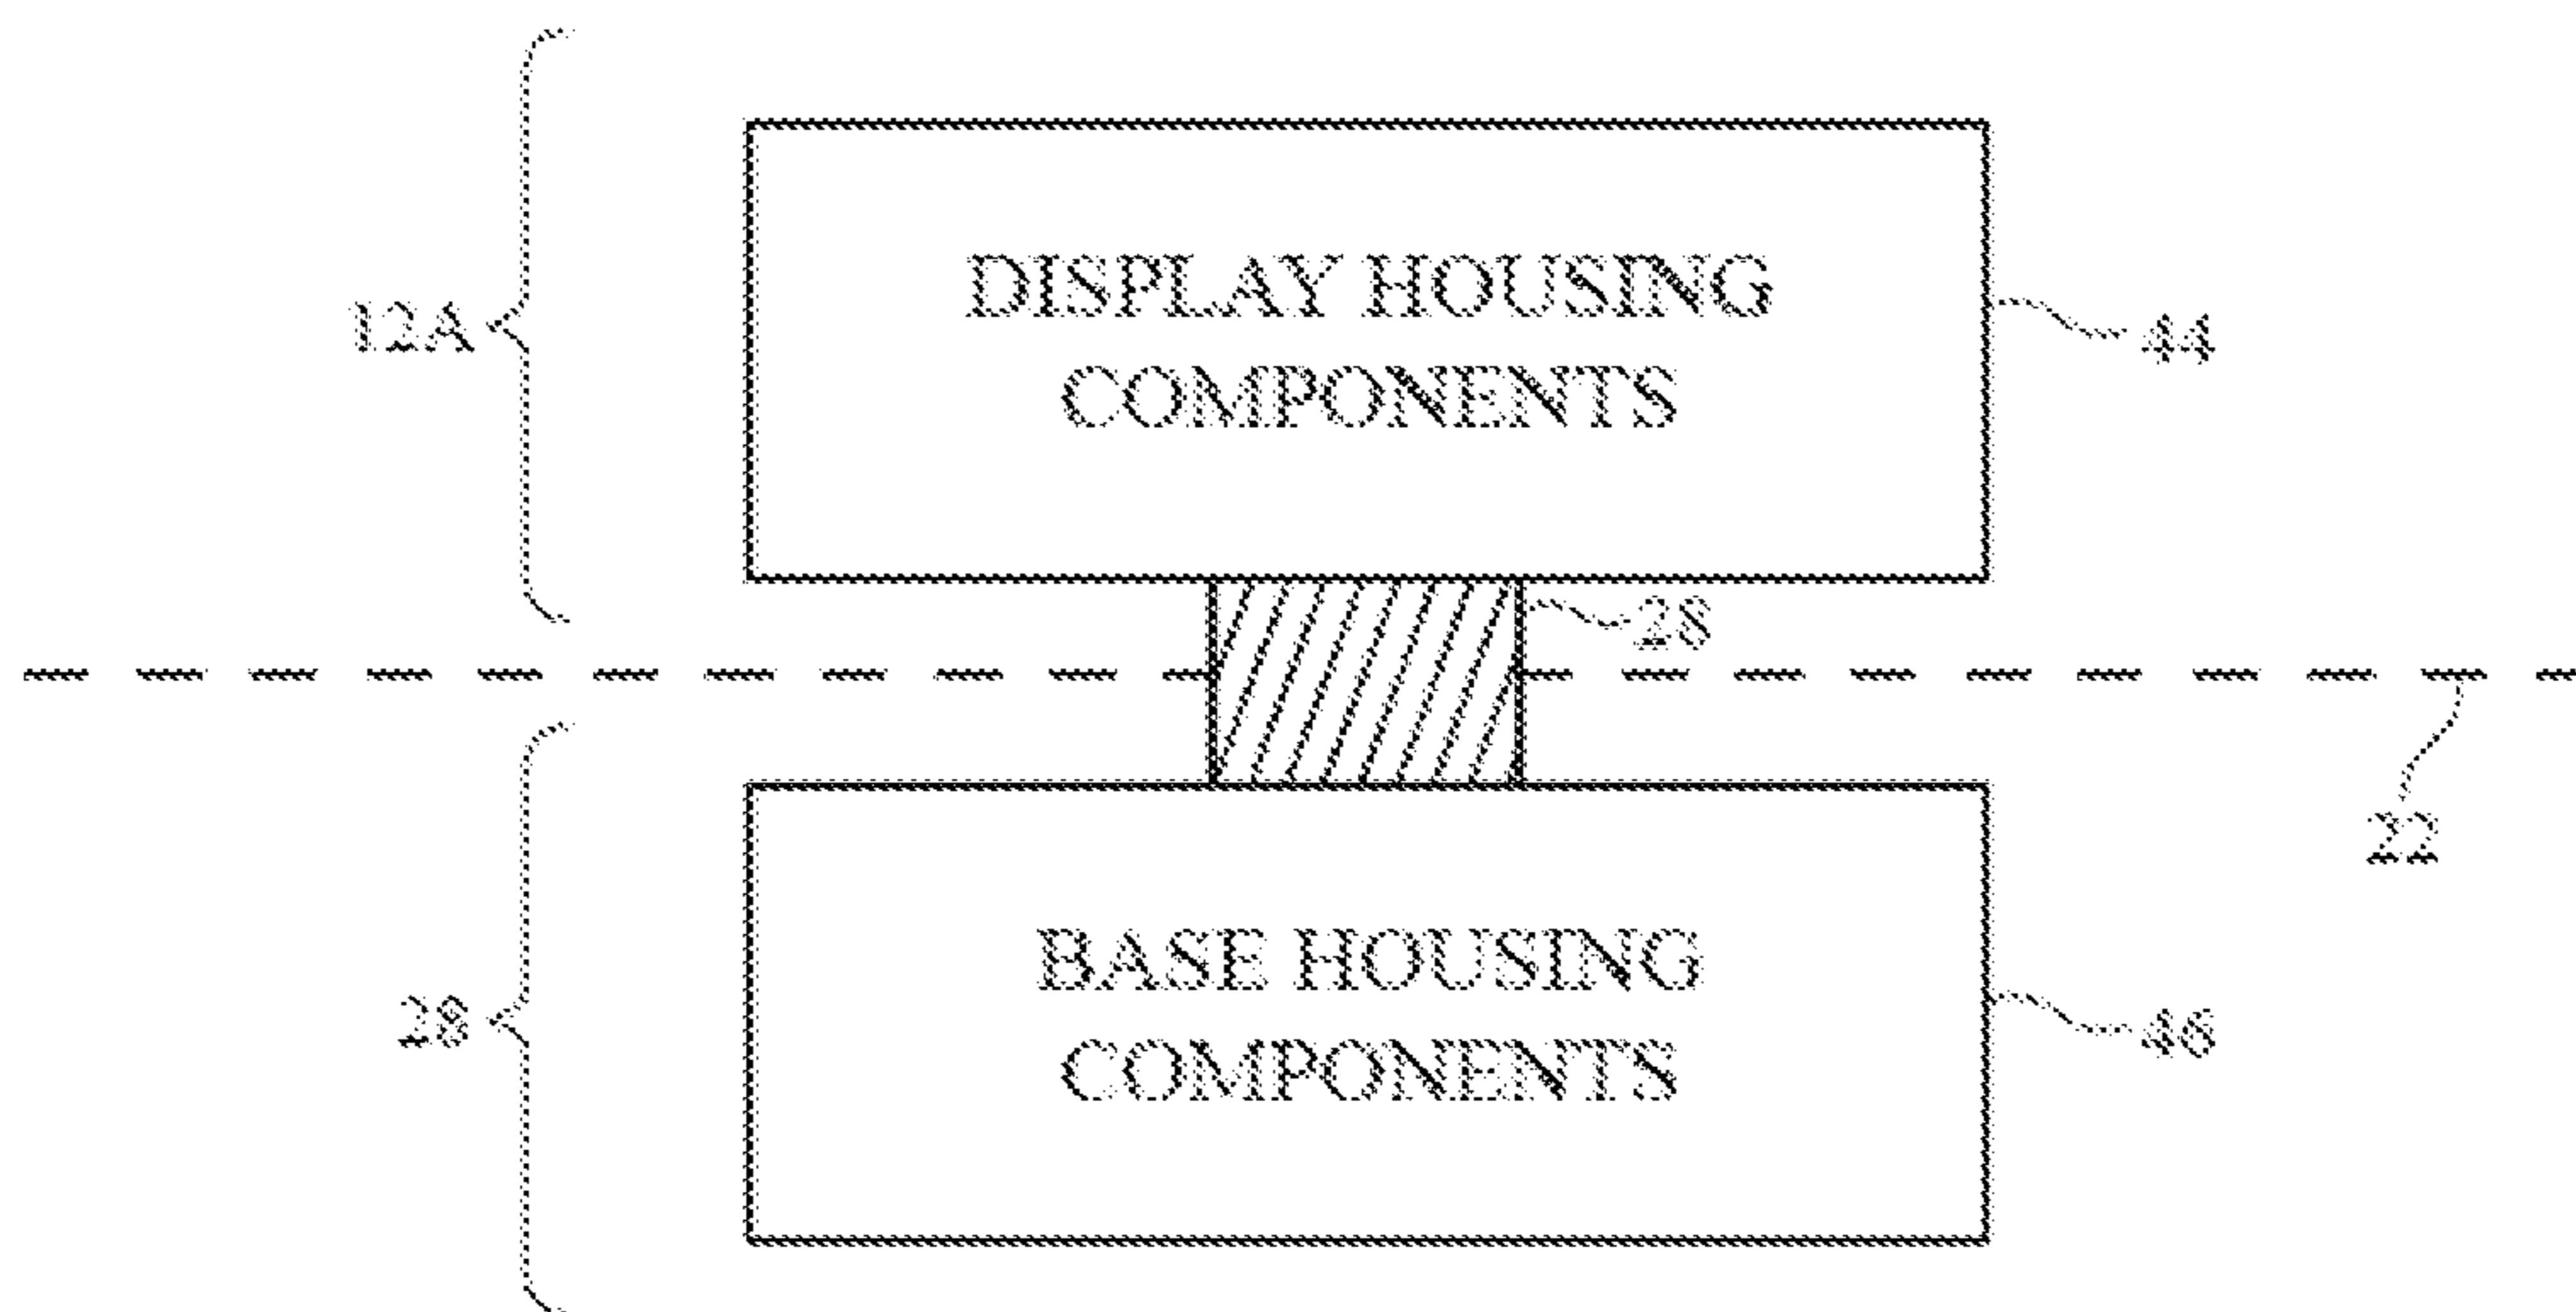 DISPLAY HOUSING
COMPONENTS
12A
44
28
22
BASE HOUSING
COMPONENTS
28
46